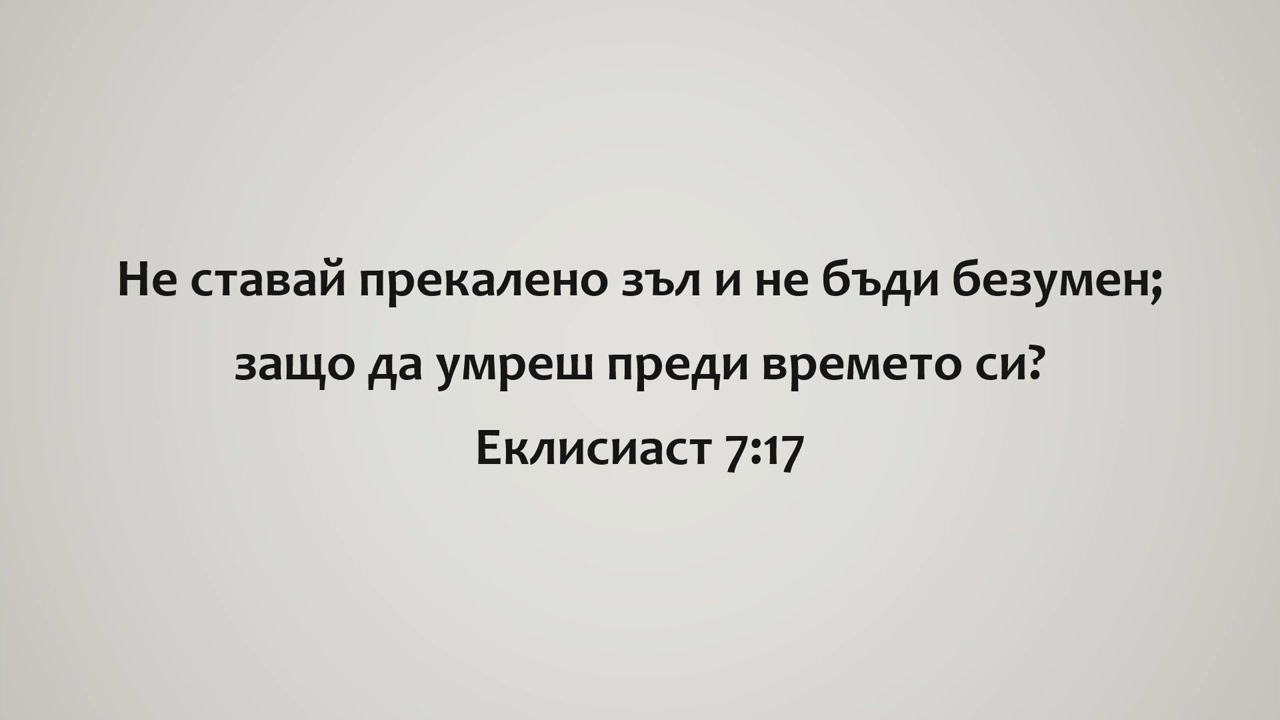 Не ставай прекалено зъл и не бъди безумен;
защо да умреш преди времето си?
Еклисиаст 7:17